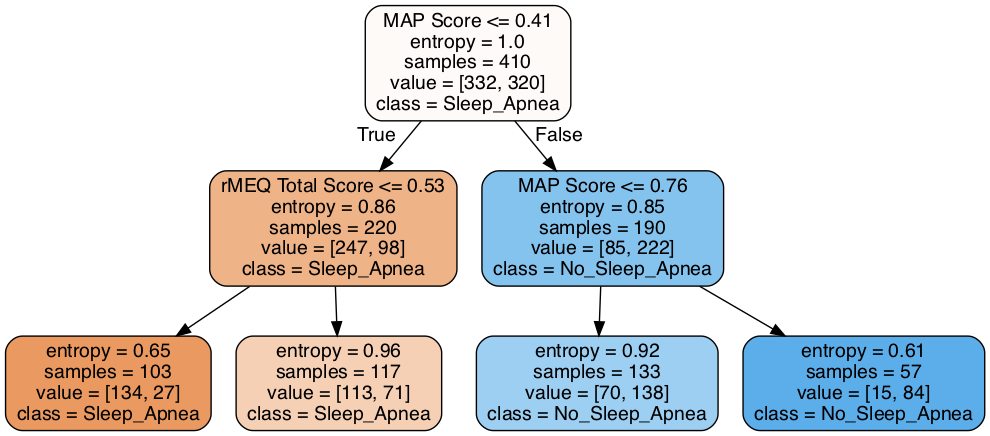 MAP Score <= 0.41
entropy = 1.0
samples = 410
value = [332, 320]
class = Sleep_Apnea
True
False
rMEQ Total Score <= 0.53
entropy = 0.86
samples = 220
value = [247, 98]
class = Sleep_Apnea
MAP Score <= 0.76
entropy = 0.85
samples = 190
value = [85, 222]
class = No_Sleep_Apnea
entropy = 0.65
samples = 103
value = [134, 27]
class = Sleep_Apnea
entropy = 0.96
samples = 117
value = [113, 71]
class = Sleep_Apnea
entropy = 0.92
samples = 133
value = [70, 138]
class = No_Sleep_Apnea
entropy = 0.61
samples = 57
value = [15, 84]
class = No_Sleep_Apnea